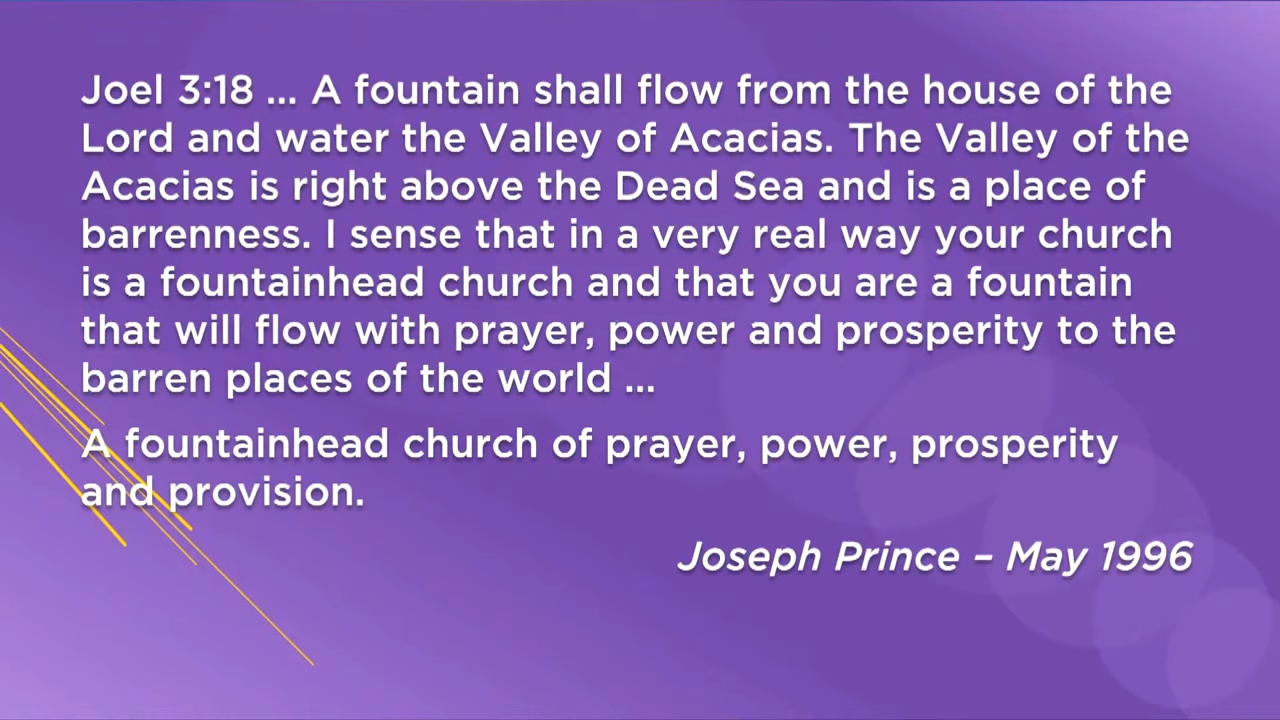 Joel 3:18 ... A fountain shall flow from the house of the
Lord and water the Valley of Acacias. The Valley of the
Acacias is right above the Dead Sea and is a place of
barrenness. I sense that in a very real way your church
is a fountainhead church and that you are a fountain
that will flow with prayer, power and prosperity to the
barren places of the world ...
A fountainhead church of prayer, power, prosperity
and provision.
Joseph Prince – May 1996